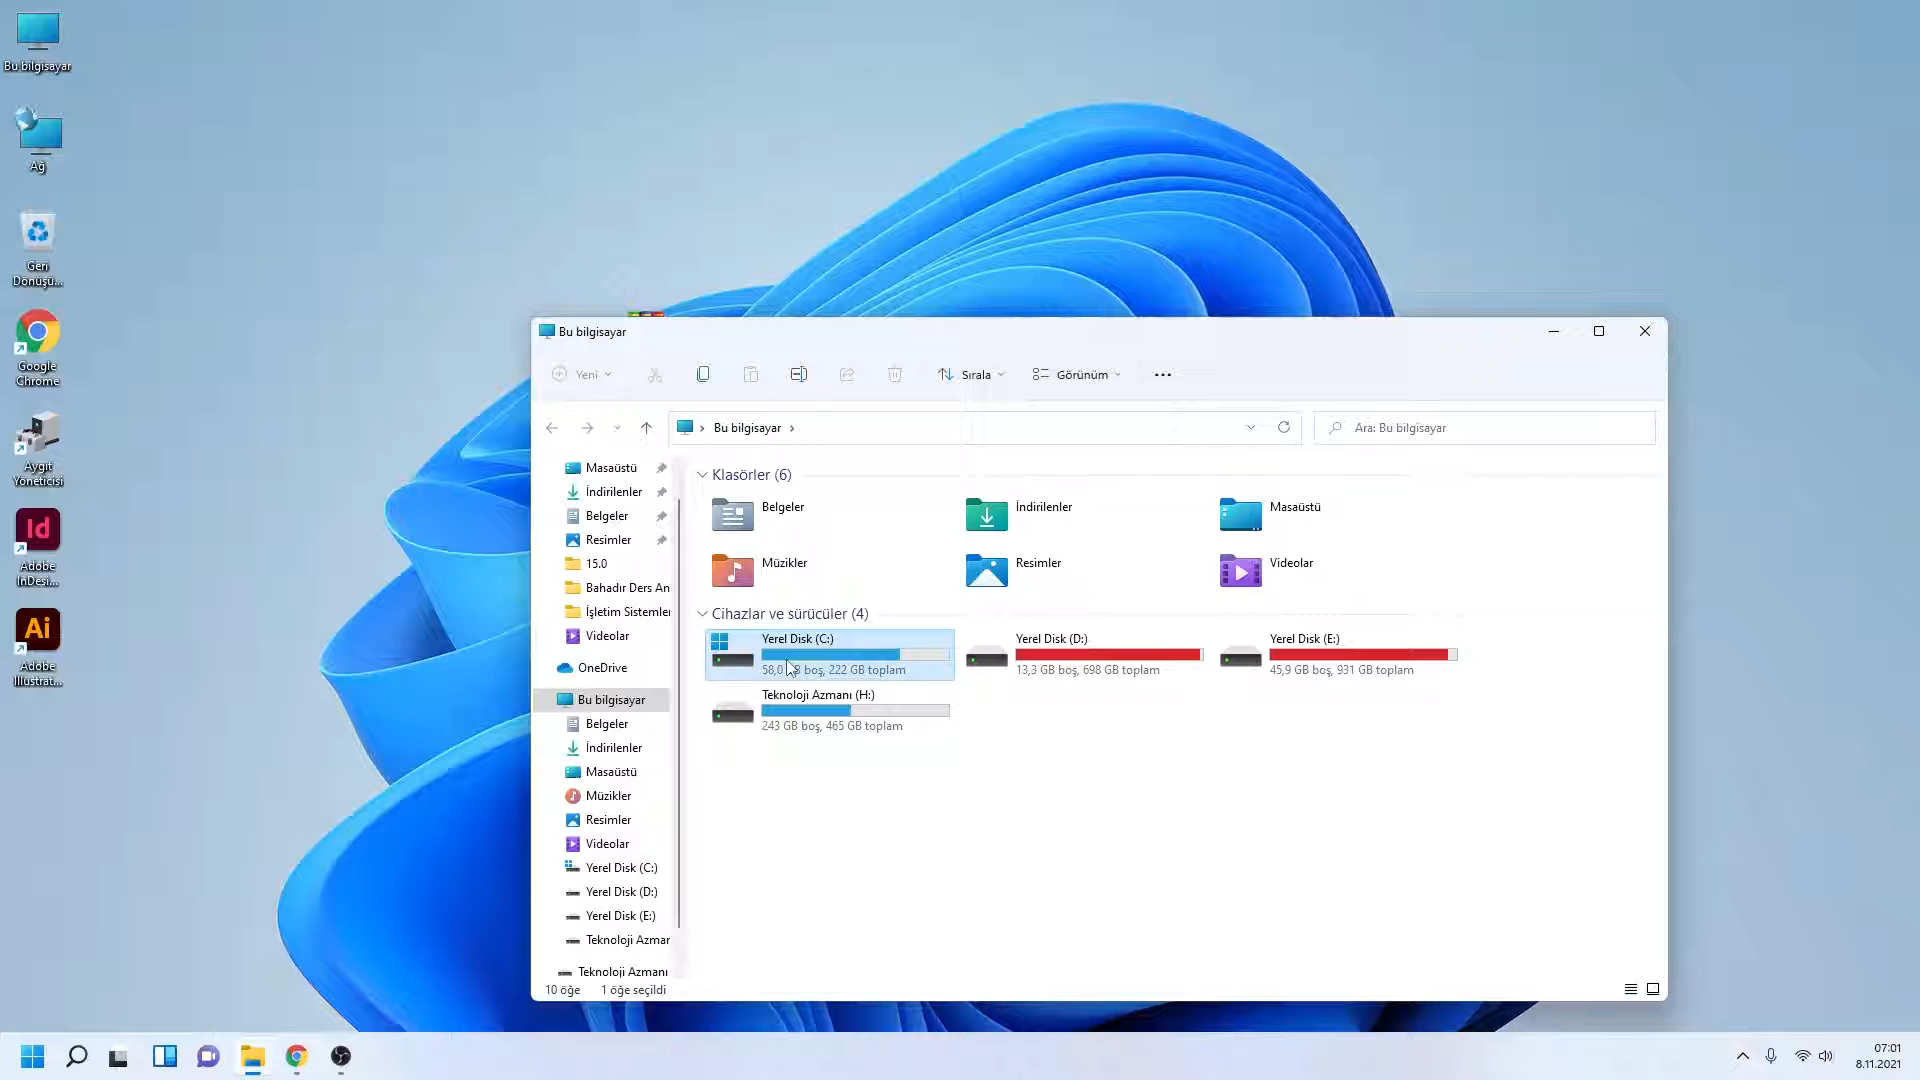 Bu bilgisayar
Ağ
Geri
Dönüşü...
Google
Chrome
Aygıt
Yöneticisi
Id
Adobe
InDesi...
Ai
Adobe
Illustrat...
Bu bilgisayar
Yeni
Sırala
Görünüm
Bu bilgisayar
Ara: Bu bilgisayar
Masaüstü
İndirilenler
Belgeler
Resimler
15.0
Bahadır Ders An
İşletim Sistemler
Videolar
OneDrive
Bu bilgisayar
Belgeler
İndirilenler
Masaüstü
Müzikler
Resimler
Videolar
Yerel Disk (C:)
Yerel Disk (D:)
Yerel Disk (E:)
Teknoloji Azmar
Teknoloji Azmanı
Klasörler (6)
Belgeler
İndirilenler
Masaüstü
Müzikler
Resimler
Videolar
Cihazlar ve sürücüler (4)
Yerel Disk (C:)
boş, 222 GB toplam
Yerel Disk (D:)
13,3 GB boş, 698 GB toplam
Yerel Disk (E:)
45,9 GB boş, 931 GB toplam
Teknoloji Azmanı (H:)
243 GB boş, 465 GB toplam
10 öğe
1 öğe seçildi
07:01
8.11.2021